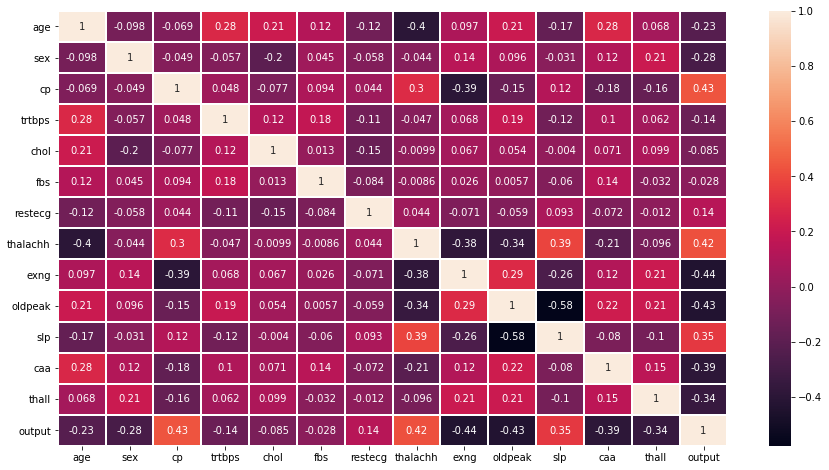 age 1 -0.098 -0.069 0.28 0.21 0.12 -0.12 -0.4 0.097 0.21 -0.17 0.28 0.068 -0.23
sex -0.098 1 -0.049 -0.057 -0.2 0.045 -0.058 -0.044 0.14 0.096 -0.031 0.12 0.21 -0.28
cp -0.069 -0.049 1 0.048 -0.077 0.094 0.044 0.3 -0.39 -0.15 0.12 -0.18 -0.16 0.43
trtbps 0.28 -0.057 0.048 1 0.12 0.18 -0.11 -0.047 0.068 0.19 -0.12 0.1 0.062 -0.14
chol 0.21 -0.2 -0.077 0.12 1 0.013 -0.15 -0.0099 0.067 0.054 -0.004 0.071 0.099 -0.085
fbs 0.12 0.045 0.094 0.18 0.013 1 -0.084 -0.0086 0.026 0.0057 -0.06 0.14 -0.032 -0.028
restecg -0.12 -0.058 0.044 -0.11 -0.15 -0.084 1 0.044 -0.071 -0.059 0.093 -0.072 -0.012 0.14
thalachh -0.4 -0.044 0.3 -0.047 -0.0099 -0.0086 0.044 1 -0.38 -0.34 0.39 -0.21 -0.096 0.42
exng 0.097 0.14 -0.39 0.068 0.067 0.026 -0.071 -0.38 1 0.29 -0.26 0.12 0.21 -0.44
oldpeak 0.21 0.096 -0.15 0.19 0.054 0.0057 -0.059 -0.34 0.29 1 -0.58 0.22 0.21 -0.43
slp -0.17 -0.031 0.12 -0.12 -0.004 -0.06 0.093 0.39 -0.26 -0.58 1 -0.08 -0.1 0.35
caa 0.28 0.12 -0.18 0.1 0.071 0.14 -0.072 -0.21 0.12 0.22 -0.08 1 0.15 -0.39
thall 0.068 0.21 -0.16 0.062 0.099 -0.032 -0.012 -0.096 0.21 0.21 -0.1 0.15 1 -0.34
output -0.23 -0.28 0.43 -0.14 -0.085 -0.028 0.14 0.42 -0.44 -0.43 0.35 -0.39 -0.34 1
age sex cp trtbps chol fbs restecg thalachh exng oldpeak slp caa thall output
1.0
0.8
0.6
0.4
0.2
0.0
−0.2
−0.4